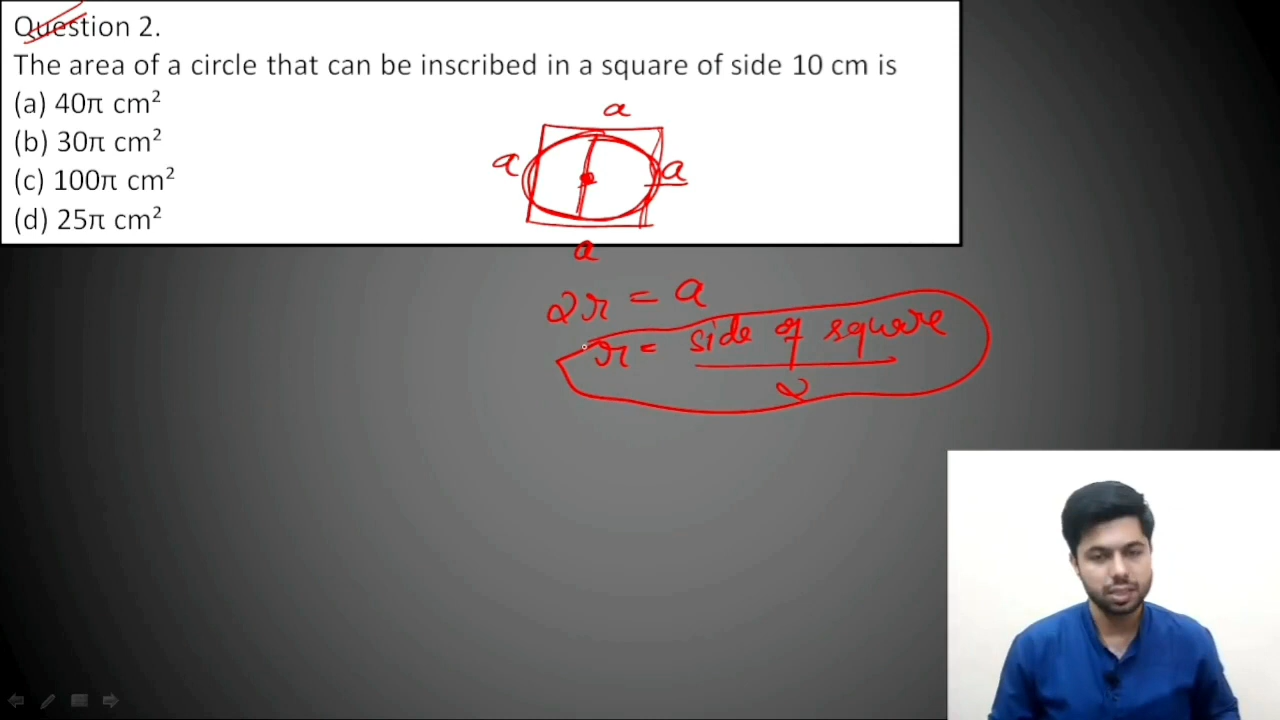 Question 2.
The area of a circle that can be inscribed in a square of side 10 cm is
(a) 40π cm²
(b) 30π cm²
(c) 100π cm²
(d) 25π cm²
a
a
a
a
2r = a
r = side of square
2